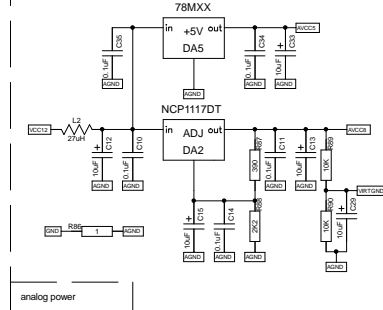 78MXX
in +5V out
DA5
C35
0.1uF
AGND
AGND
C34
0.1uF
AGND
C33
10uF
AGND
AVCC5
NCP1117DT
in ADJ out
DA2
VCC12
L2
27uH
C12
10uF
AGND
C10
0.1uF
AGND
R87
390
C11
0.1uF
AGND
C13
10uF
AGND
R89
10K
AVCC8
VIRTGND
C15
10uF
AGND
C14
0.1uF
AGND
R88
2K2
AGND
R90
10K
C29
10uF
AGND
GND
R86
1
AGND
analog power